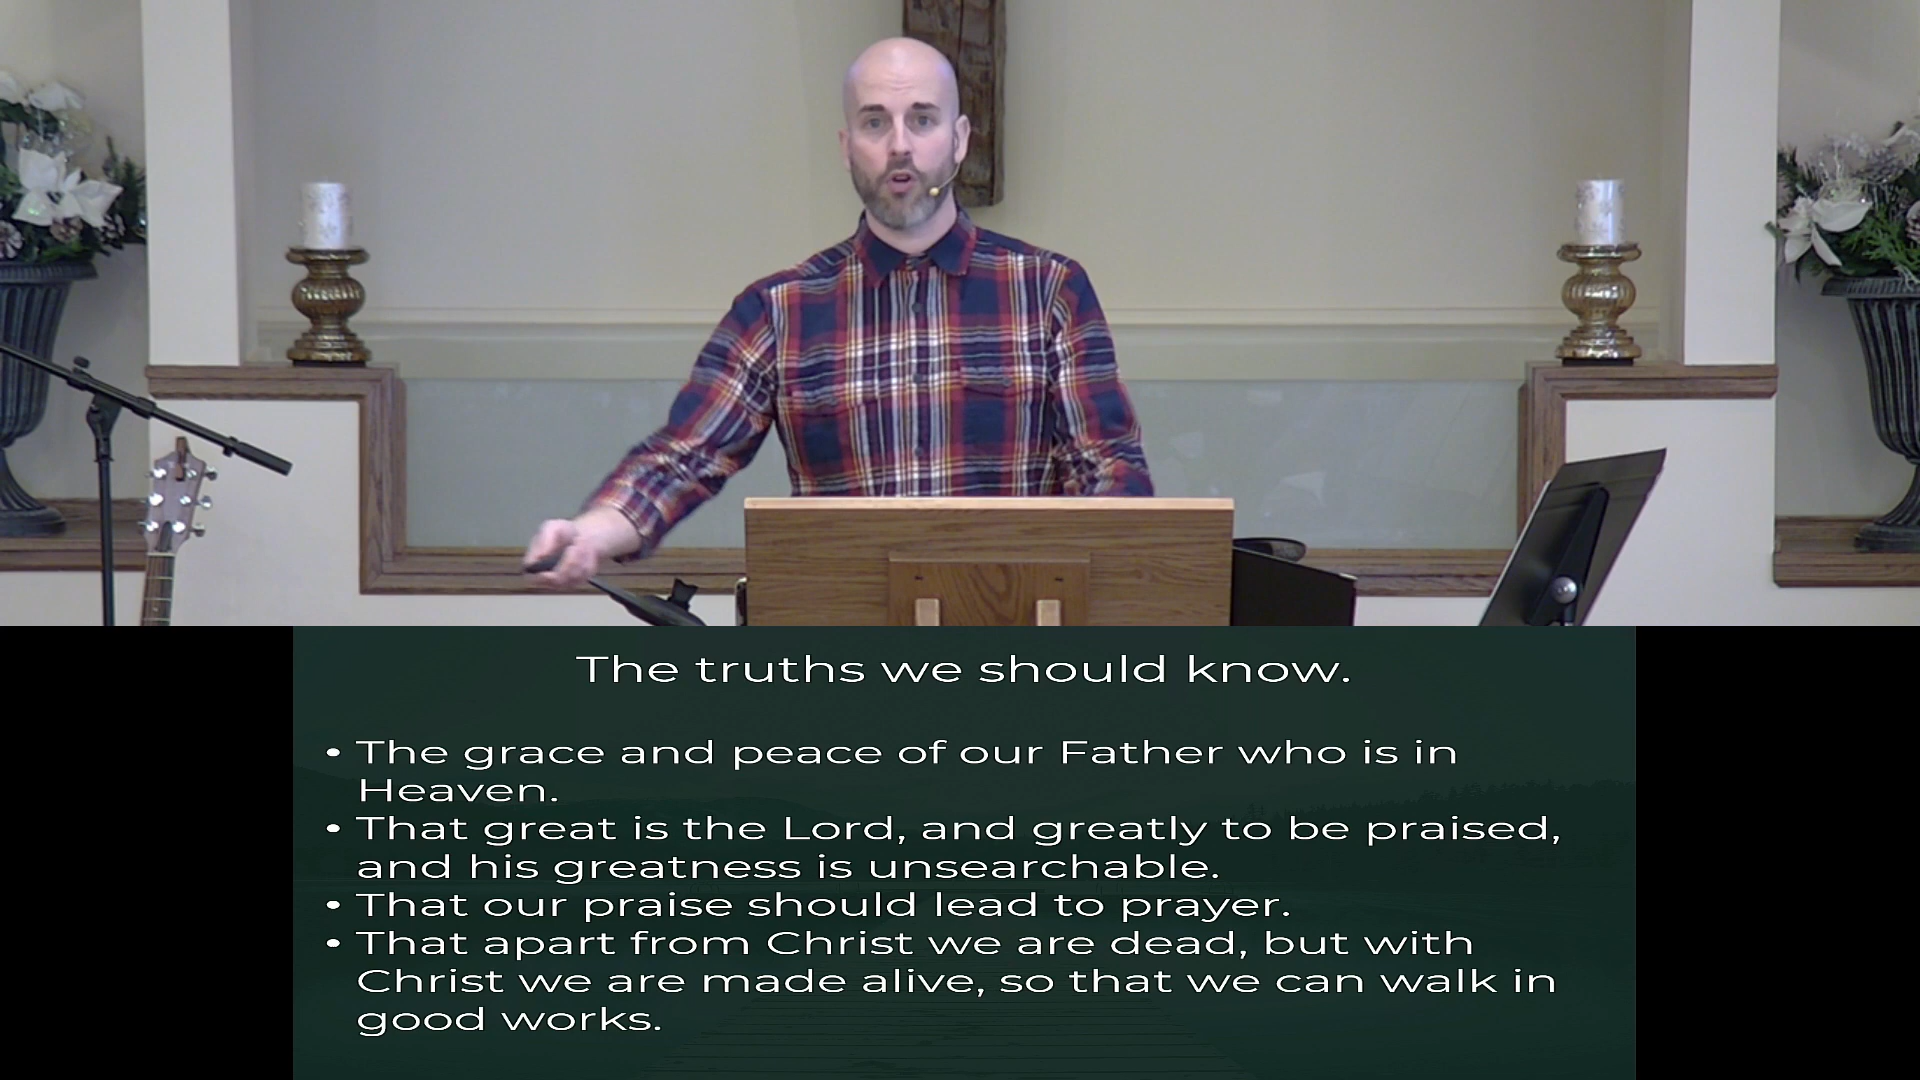 The truths we should know.
• The grace and peace of our Father who is in
Heaven.
• That great is the Lord, and greatly to be praised,
and his greatness is unsearchable.
• That our praise should lead to prayer.
• That apart from Christ we are dead, but with
Christ we are made alive, so that we can walk in
good works.